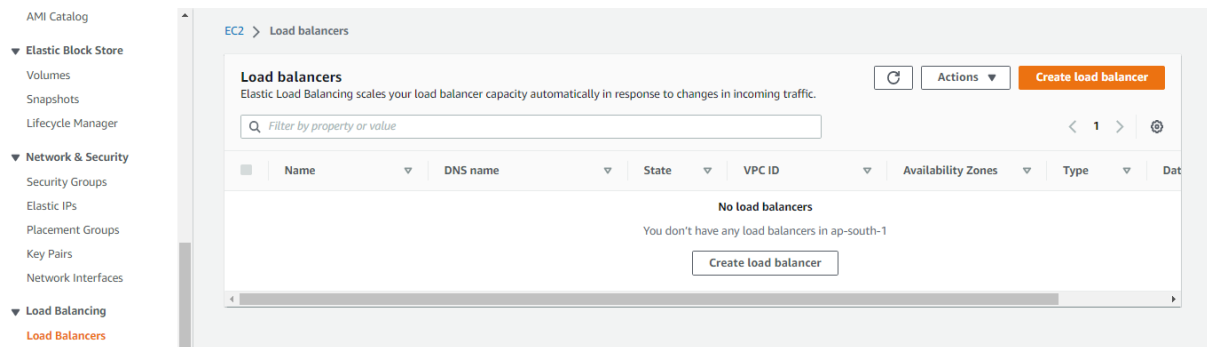 AMI Catalog
Elastic Block Store
Volumes
Snapshots
Lifecycle Manager
Network & Security
Security Groups
Elastic IPs
Placement Groups
Key Pairs
Network Interfaces
Load Balancing
Load Balancers
EC2 > Load balancers
Load balancers
Elastic Load Balancing scales your load balancer capacity automatically in response to changes in incoming traffic.
Actions
Create load balancer
Filter by property or value
1
Name DNS name State VPC ID Availability Zones Type Dat
No load balancers
You don't have any load balancers in ap-south-1
Create load balancer